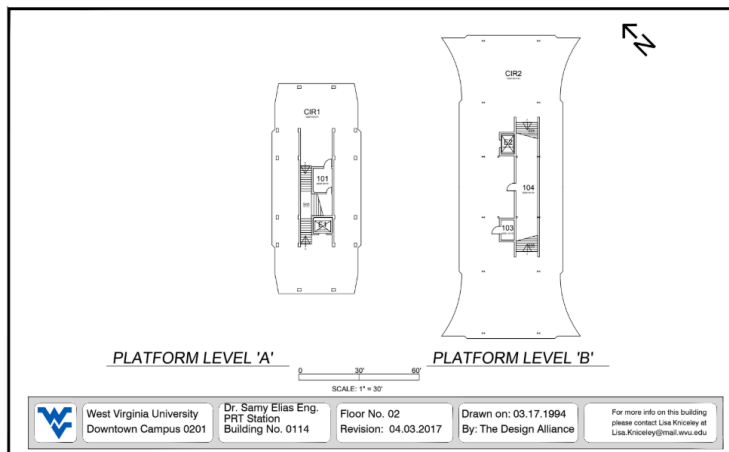 N
CIR1
101
E1
CIR2
E2
104
103
PLATFORM LEVEL 'A'
PLATFORM LEVEL 'B'
0 30' 60'
SCALE: 1" = 30'
West Virginia University
Downtown Campus 0201
Dr. Samy Elias Eng.
PRT Station
Building No. 0114
Floor No. 02
Revision: 04.03.2017
Drawn on: 03.17.1994
By: The Design Alliance
For more info on this building
please contact Lisa Kniceley at
Lisa.Kniceley@mail.wvu.edu